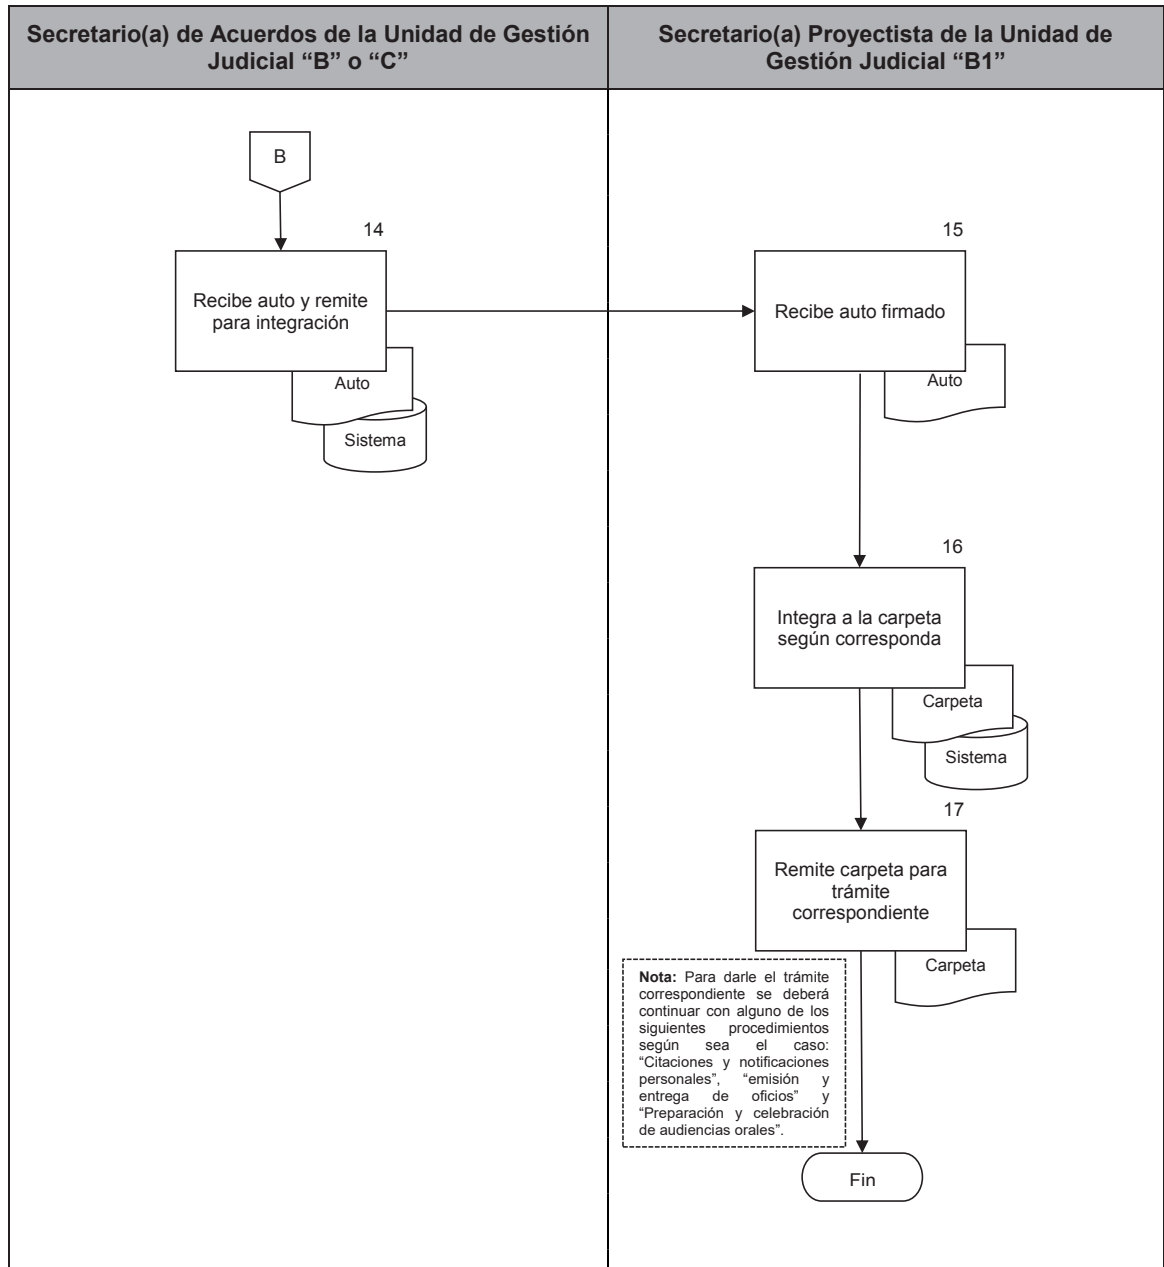 Secretario(a) de Acuerdos de la Unidad de Gestión
Judicial “B” o “C”
Secretario(a) Proyectista de la Unidad de
Gestión Judicial “B1”
B
14
Recibe auto y remite
para integración
Auto
Sistema
15
Recibe auto firmado
Auto
16
Integra a la carpeta
según corresponda
Carpeta
Sistema
17
Remite carpeta para
trámite
correspondiente
Carpeta
Nota: Para darle el trámite
correspondiente se deberá
continuar con alguno de los
siguientes procedimientos
según sea el caso:
“Citaciones y notificaciones
personales”, “emisión y
entrega de oficios” y
“Preparación y celebración
de audiencias orales”.
Fin